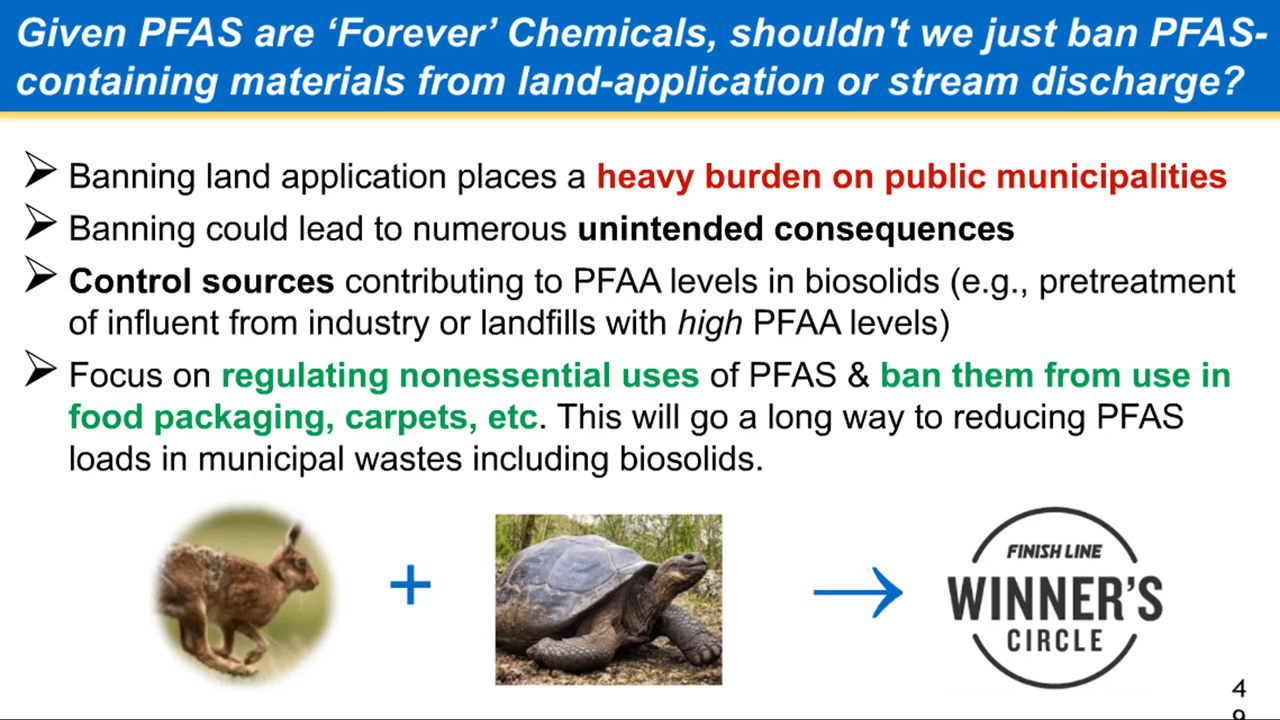 Given PFAS are ‘Forever’ Chemicals, shouldn't we just ban PFAS-
containing materials from land-application or stream discharge?
Banning land application places a heavy burden on public municipalities
Banning could lead to numerous unintended consequences
Control sources contributing to PFAA levels in biosolids (e.g., pretreatment
of influent from industry or landfills with high PFAA levels)
Focus on regulating nonessential uses of PFAS & ban them from use in
food packaging, carpets, etc. This will go a long way to reducing PFAS
loads in municipal wastes including biosolids.
+
→
FINISH LINE
WINNER'S
CIRCLE
4
9